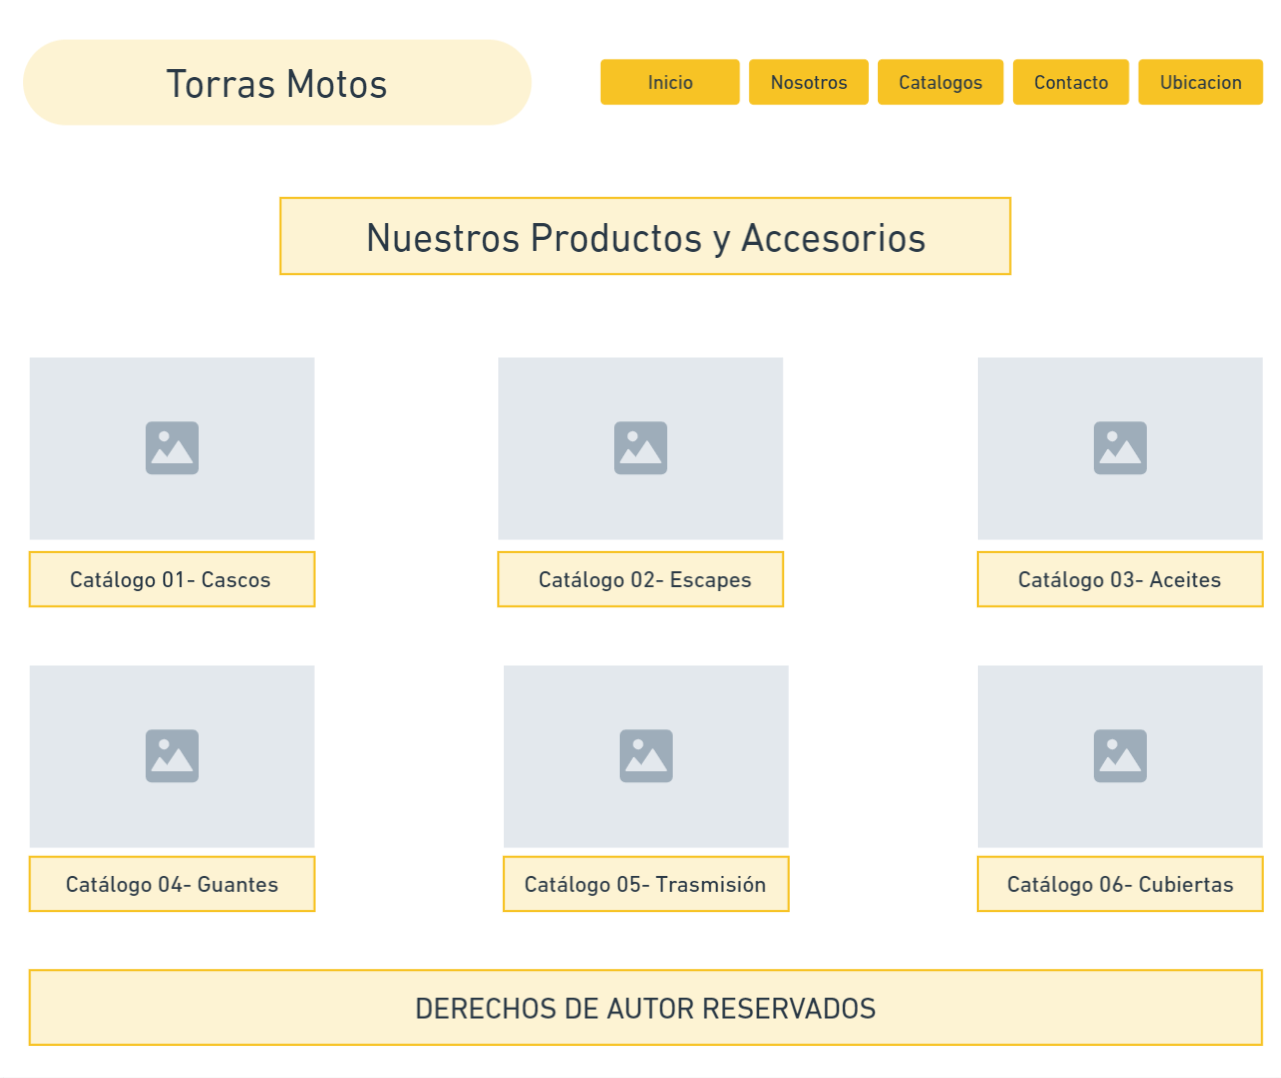 Torras Motos
Inicio
Nosotros
Catalogos
Contacto
Ubicacion
Nuestros Productos y Accesorios
Catálogo 01- Cascos
Catálogo 02- Escapes
Catálogo 03- Aceites
Catálogo 04- Guantes
Catálogo 05- Trasmisión
Catálogo 06- Cubiertas
DERECHOS DE AUTOR RESERVADOS